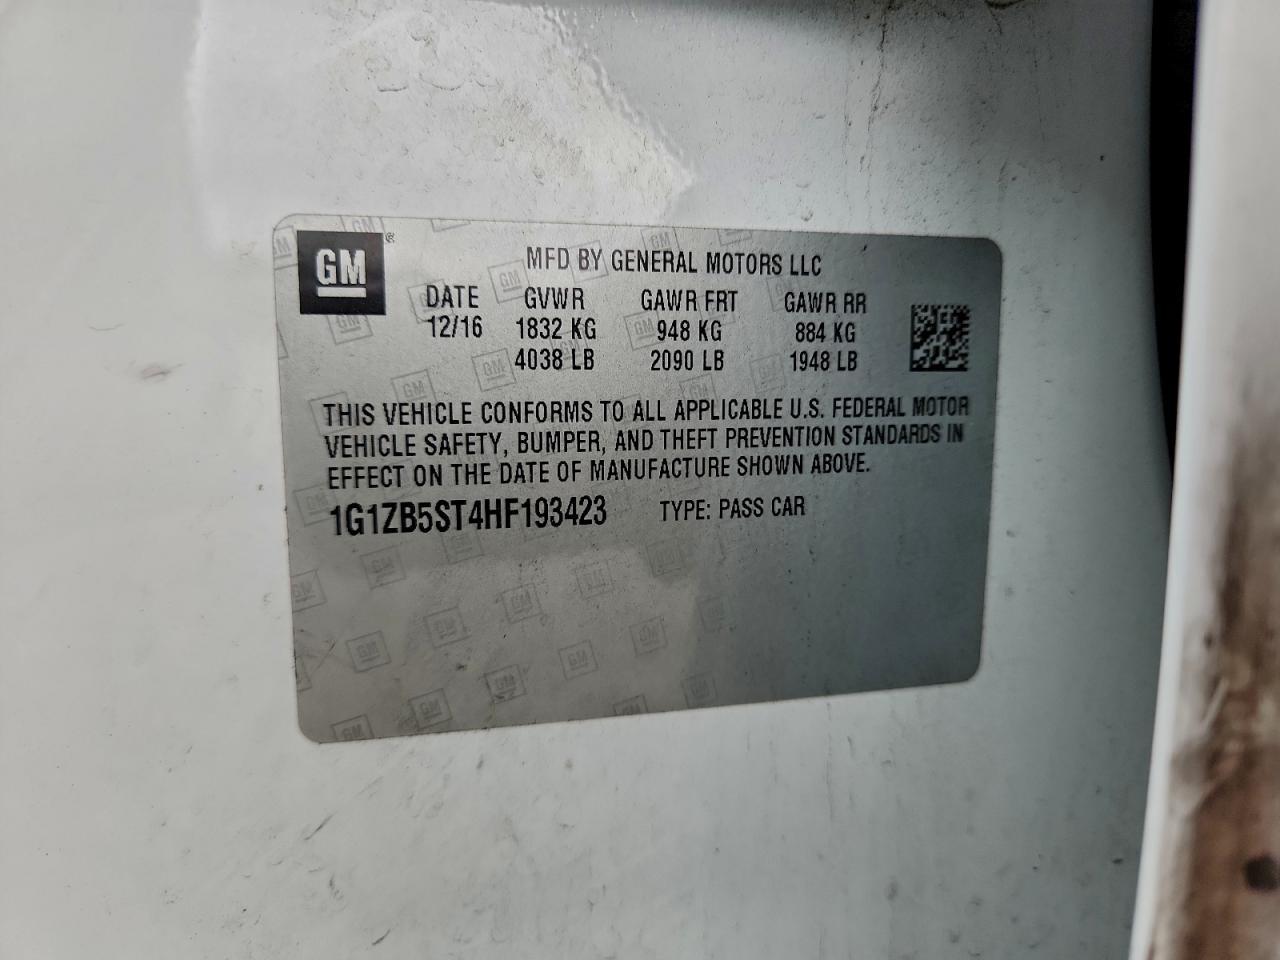 GM®
MFD BY GENERAL MOTORS LLC
DATE GVWR GAWR FRT GAWR RR
12/16 1832 KG 948 KG 884 KG
4038 LB 2090 LB 1948 LB
THIS VEHICLE CONFORMS TO ALL APPLICABLE U.S. FEDERAL MOTOR
VEHICLE SAFETY, BUMPER, AND THEFT PREVENTION STANDARDS IN
EFFECT ON THE DATE OF MANUFACTURE SHOWN ABOVE.
1G1ZB5ST4HF193423 TYPE: PASS CAR